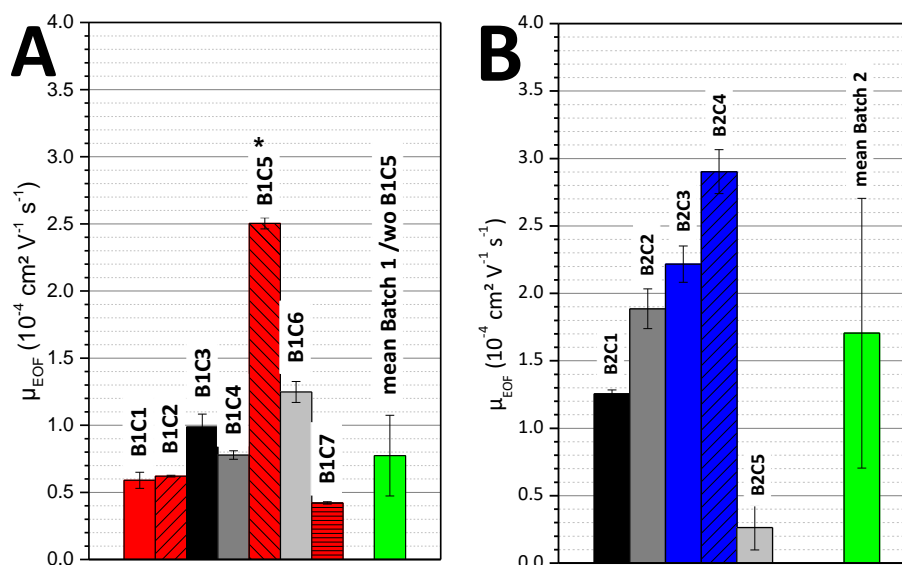 A
4.0
3.5
3.0
2.5
2.0
1.5
1.0
0.5
0.0
μEOF (10⁻⁴ cm² V⁻¹ s⁻¹)
B1C1
B1C2
B1C3
B1C4
*
B1C5
B1C6
B1C7
mean Batch 1 /wo B1C5
B
4.0
3.5
3.0
2.5
2.0
1.5
1.0
0.5
0.0
μEOF (10⁻⁴ cm² V⁻¹ s⁻¹)
B2C1
B2C2
B2C3
B2C4
B2C5
mean Batch 2